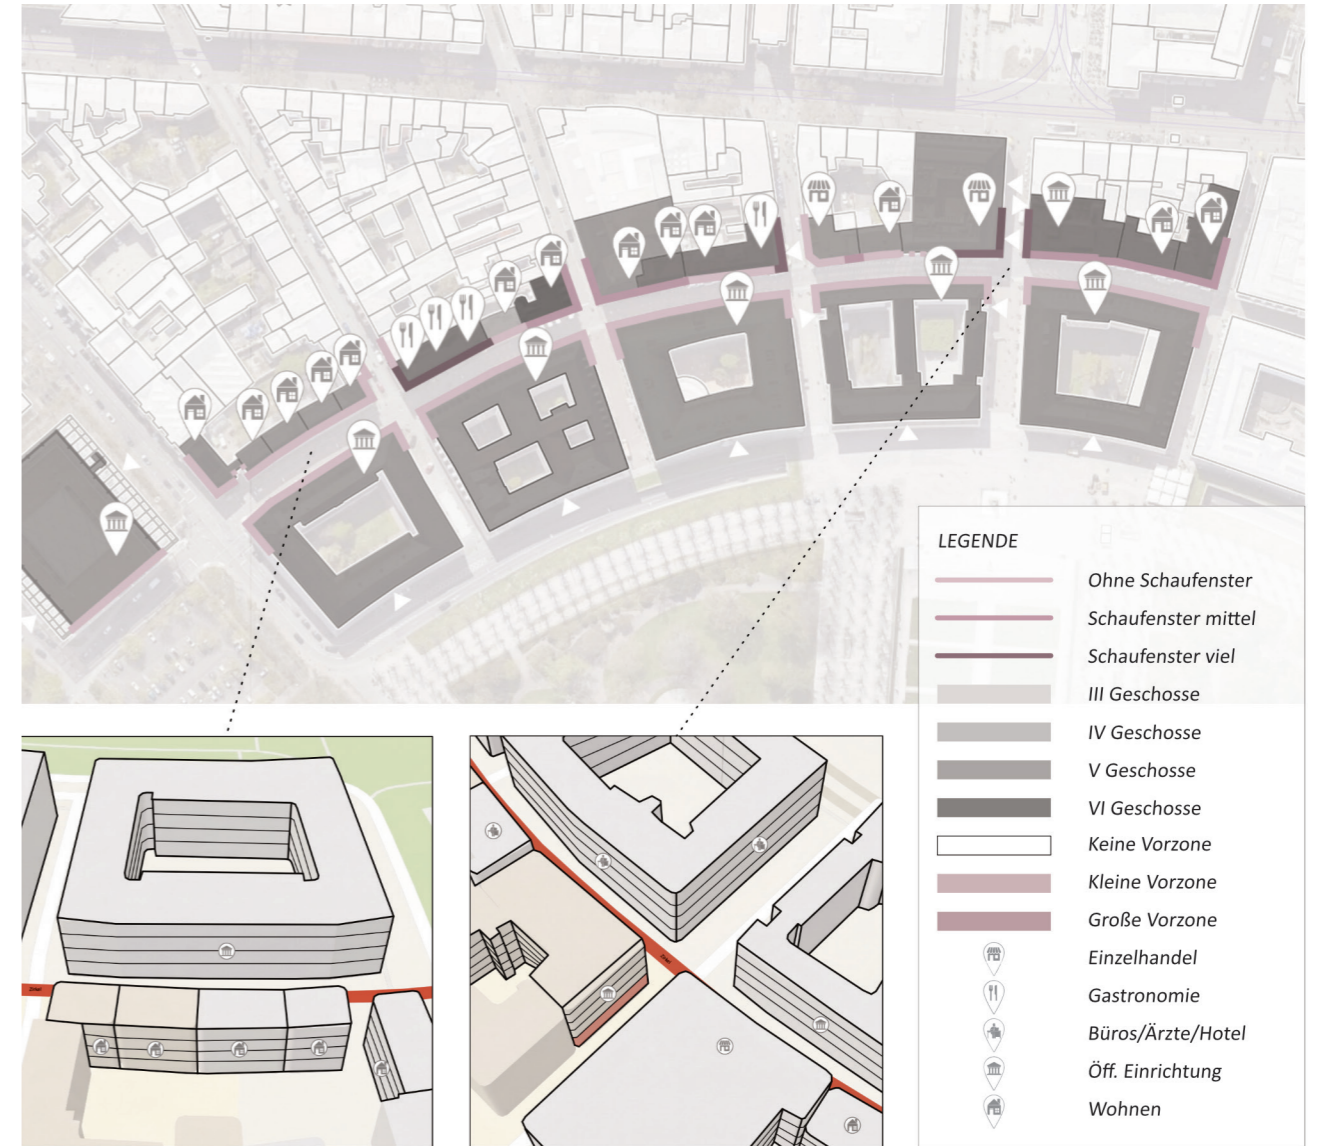 LEGENDE
Ohne Schaufenster
Schaufenster mittel
Schaufenster viel
III Geschosse
IV Geschosse
V Geschosse
VI Geschosse
Keine Vorzone
Kleine Vorzone
Große Vorzone
Einzelhandel
Gastronomie
Büros/Ärzte/Hotel
Öff. Einrichtung
Wohnen